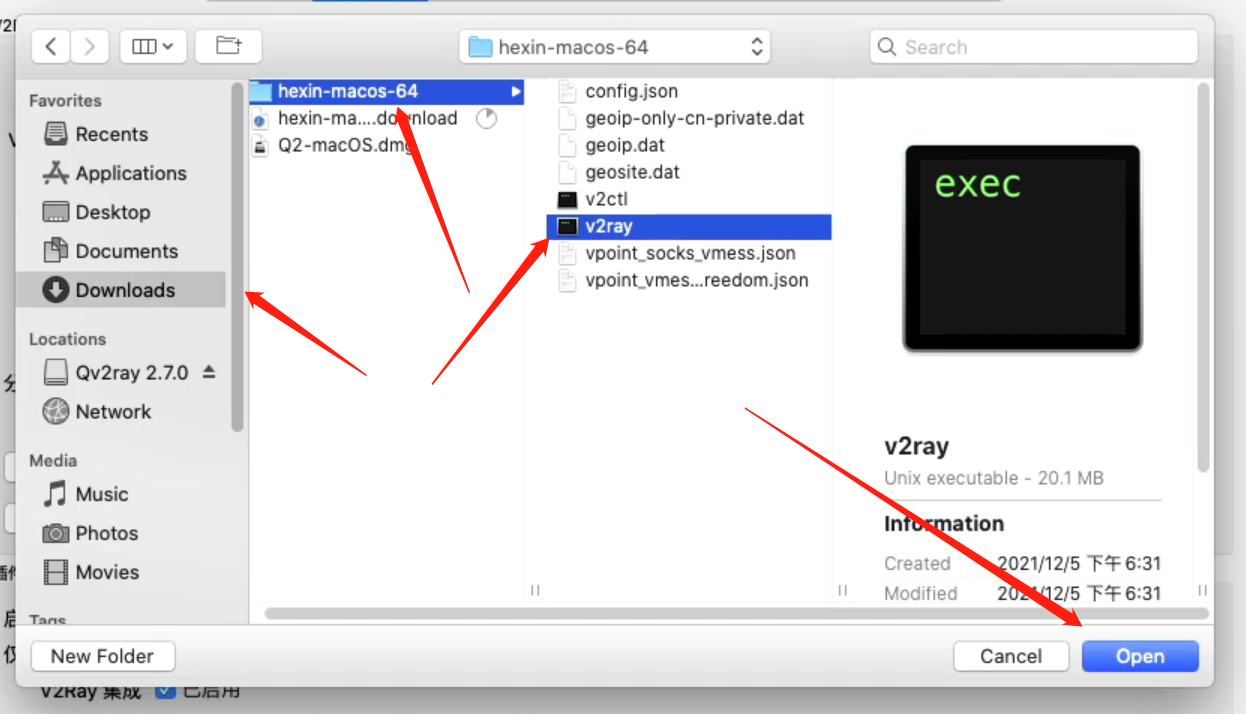 hexin-macos-64
Search
Favorites
Recents
Applications
Desktop
Documents
Downloads
Locations
Qv2ray 2.7.0
Network
Media
Music
Photos
Movies
Tags
hexin-macos-64
hexin-ma....download
Q2-macOS.dmg
config.json
geoip-only-cn-private.dat
geoip.dat
geosite.dat
v2ctl
v2ray
vpoint_socks_vmess.json
vpoint_vmes...reedom.json
exec
v2ray
Unix executable - 20.1 MB
Information
Created 2021/12/5 下午 6:31
Modified 2021/12/5 下午 6:31
New Folder
Cancel
Open
V2Ray 集成 已启用